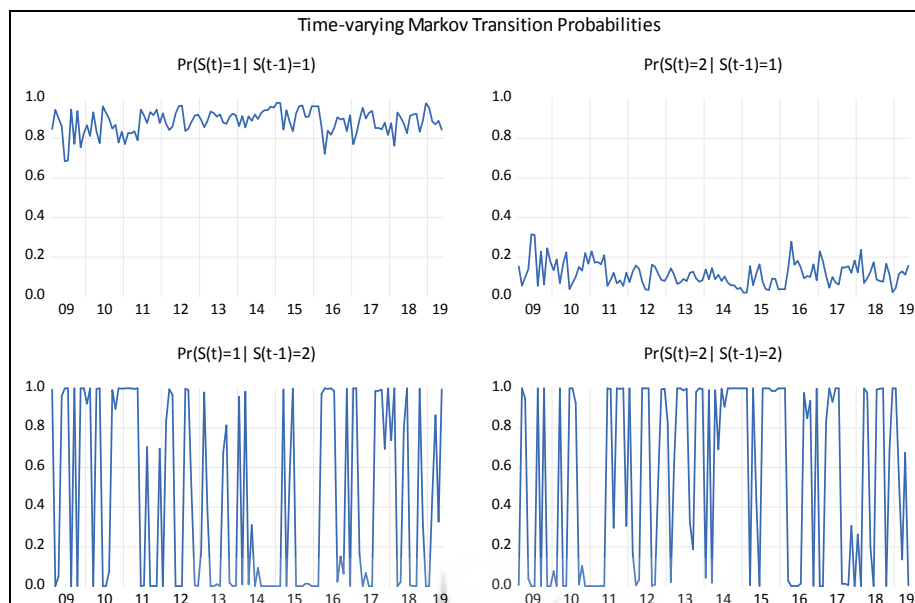 Time-varying Markov Transition Probabilities
Pr(S(t)=1| S(t-1)=1)
1.0
0.8
0.6
0.4
0.2
0.0
09 10 11 12 13 14 15 16 17 18 19
Pr(S(t)=2| S(t-1)=1)
1.0
0.8
0.6
0.4
0.2
0.0
09 10 11 12 13 14 15 16 17 18 19
Pr(S(t)=1| S(t-1)=2)
1.0
0.8
0.6
0.4
0.2
0.0
09 10 11 12 13 14 15 16 17 18 19
Pr(S(t)=2| S(t-1)=2)
1.0
0.8
0.6
0.4
0.2
0.0
09 10 11 12 13 14 15 16 17 18 19